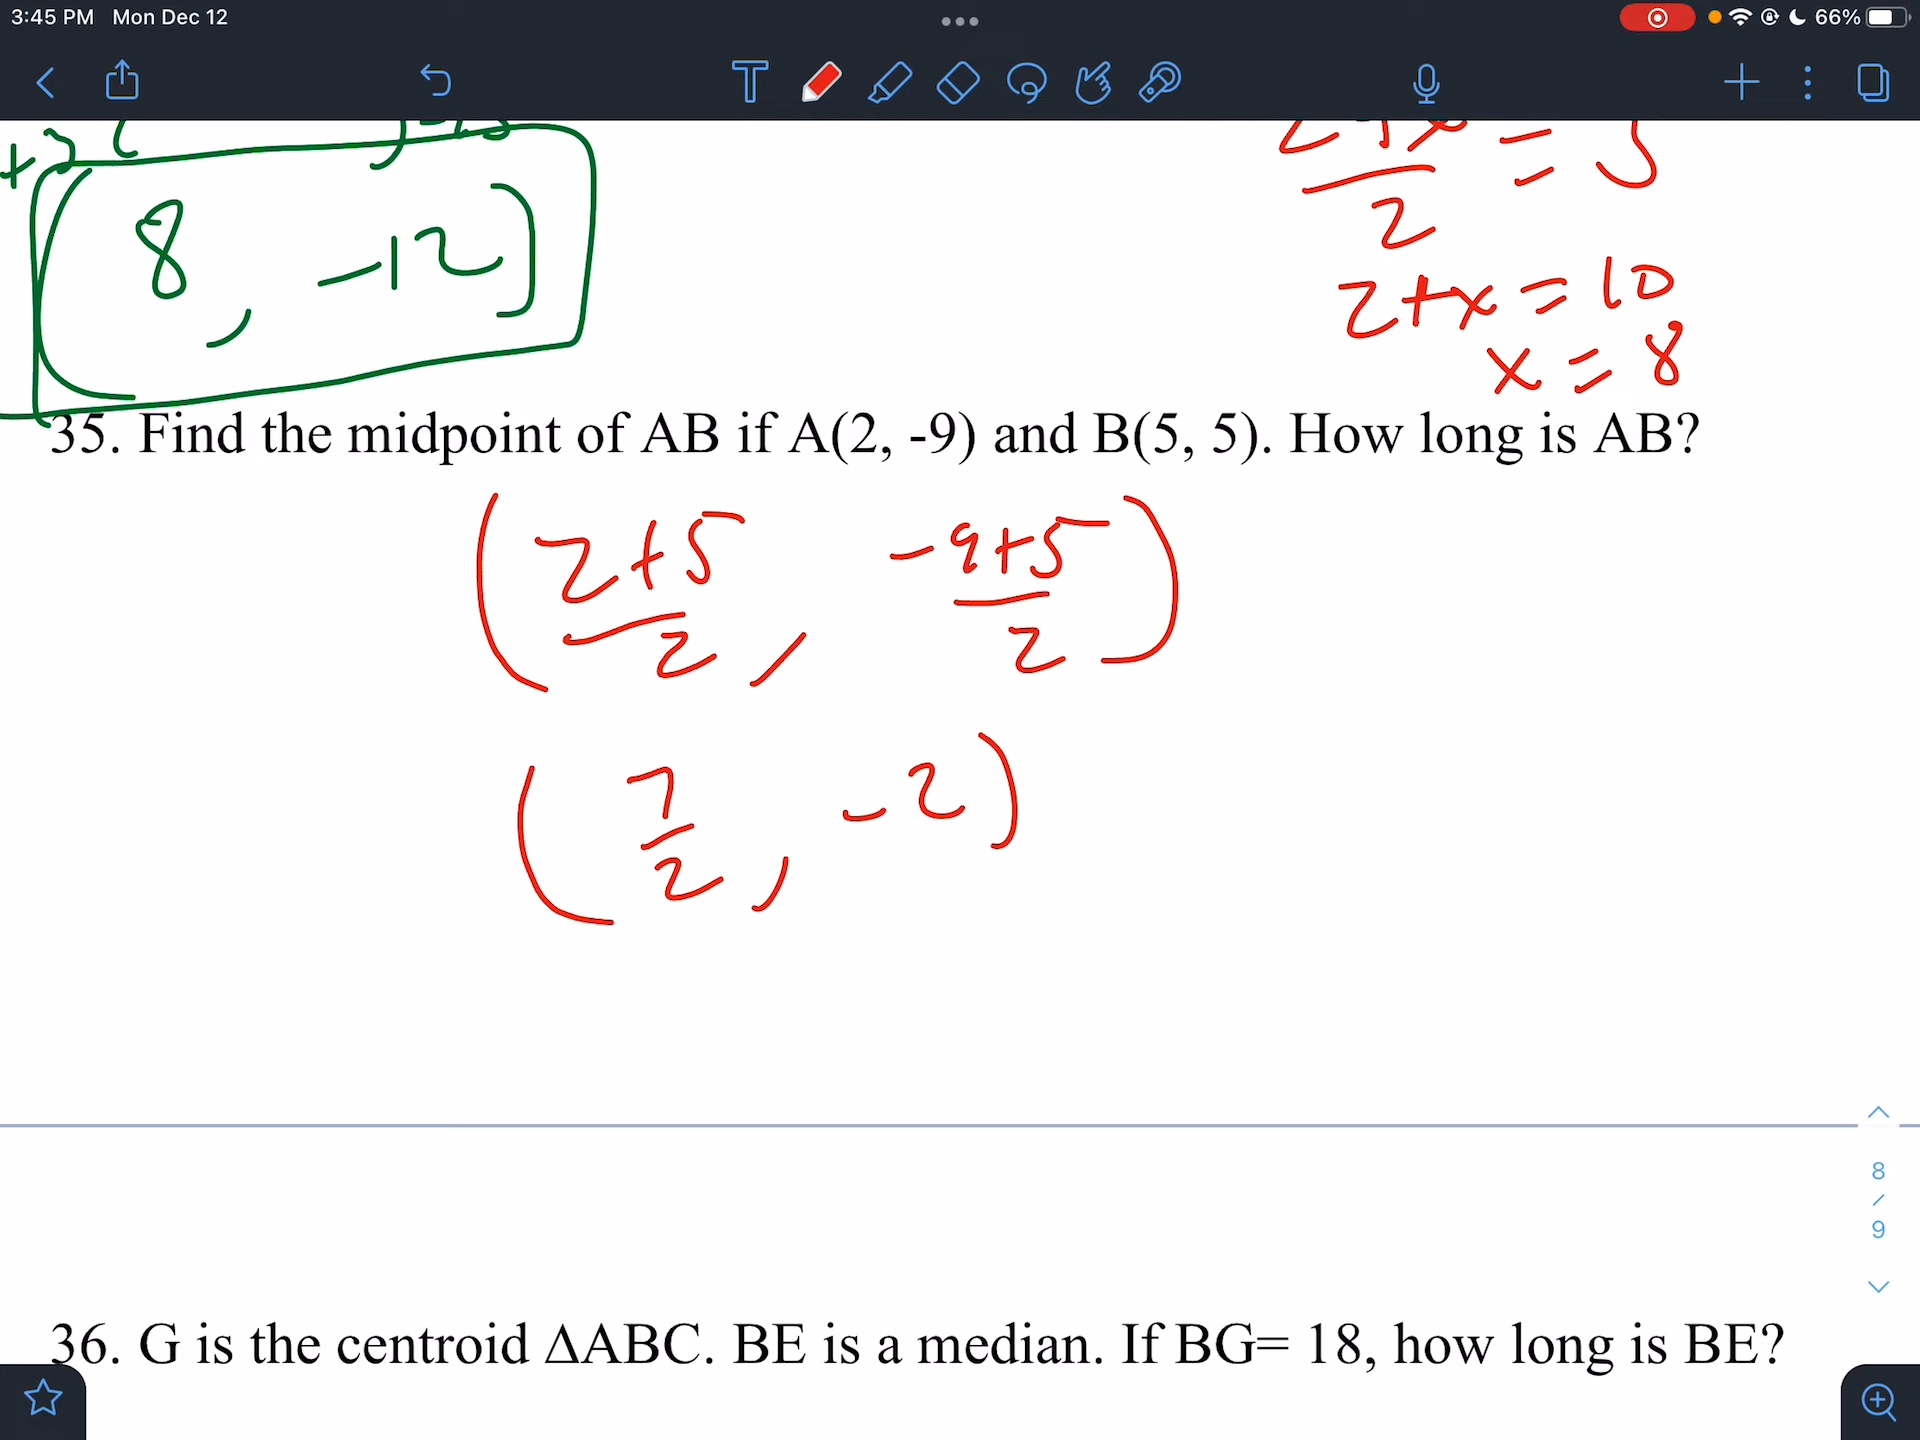 3:45 PM Mon Dec 12
66%
(8, -12)
2
2+x = 10
x = 8
35. Find the midpoint of AB if A(2, -9) and B(5, 5). How long is AB?
(2+5/2, -9+5/2)
(7/2, -2)
8
/
9
36. G is the centroid ΔABC. BE is a median. If BG= 18, how long is BE?